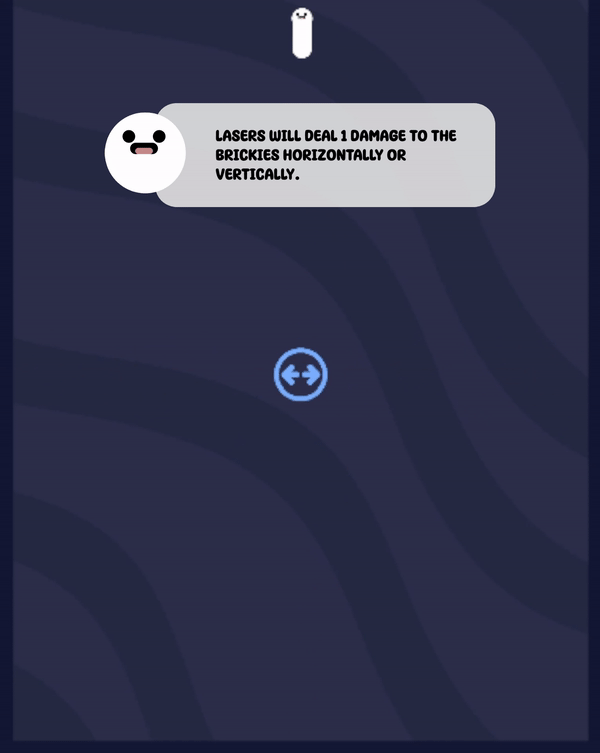 LASERS WILL DEAL 1 DAMAGE TO THE
BRICKIES HORIZONTALLY OR
VERTICALLY.